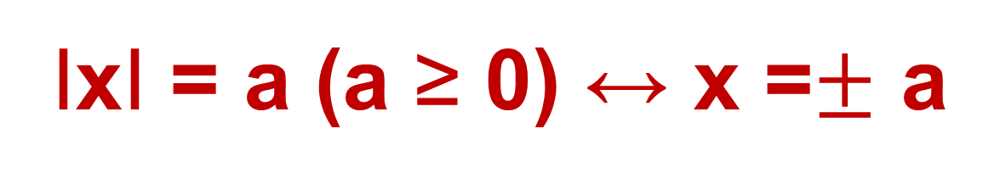 |x| = a (a ≥ 0) ↔ x =± a